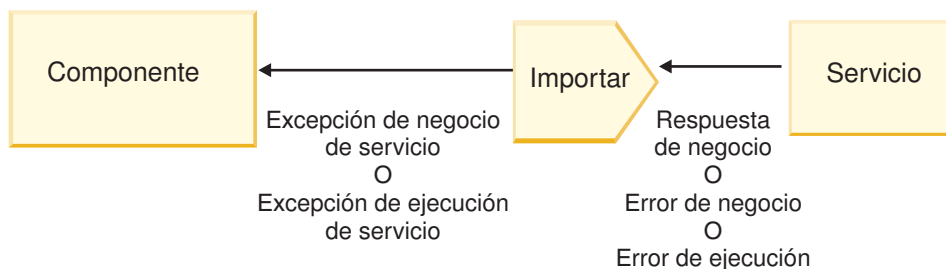 Componente
Importar
Servicio
Excepción de negocio
de servicio
O
Excepción de ejecución
de servicio
Respuesta
de negocio
O
Error de negocio
O
Error de ejecución